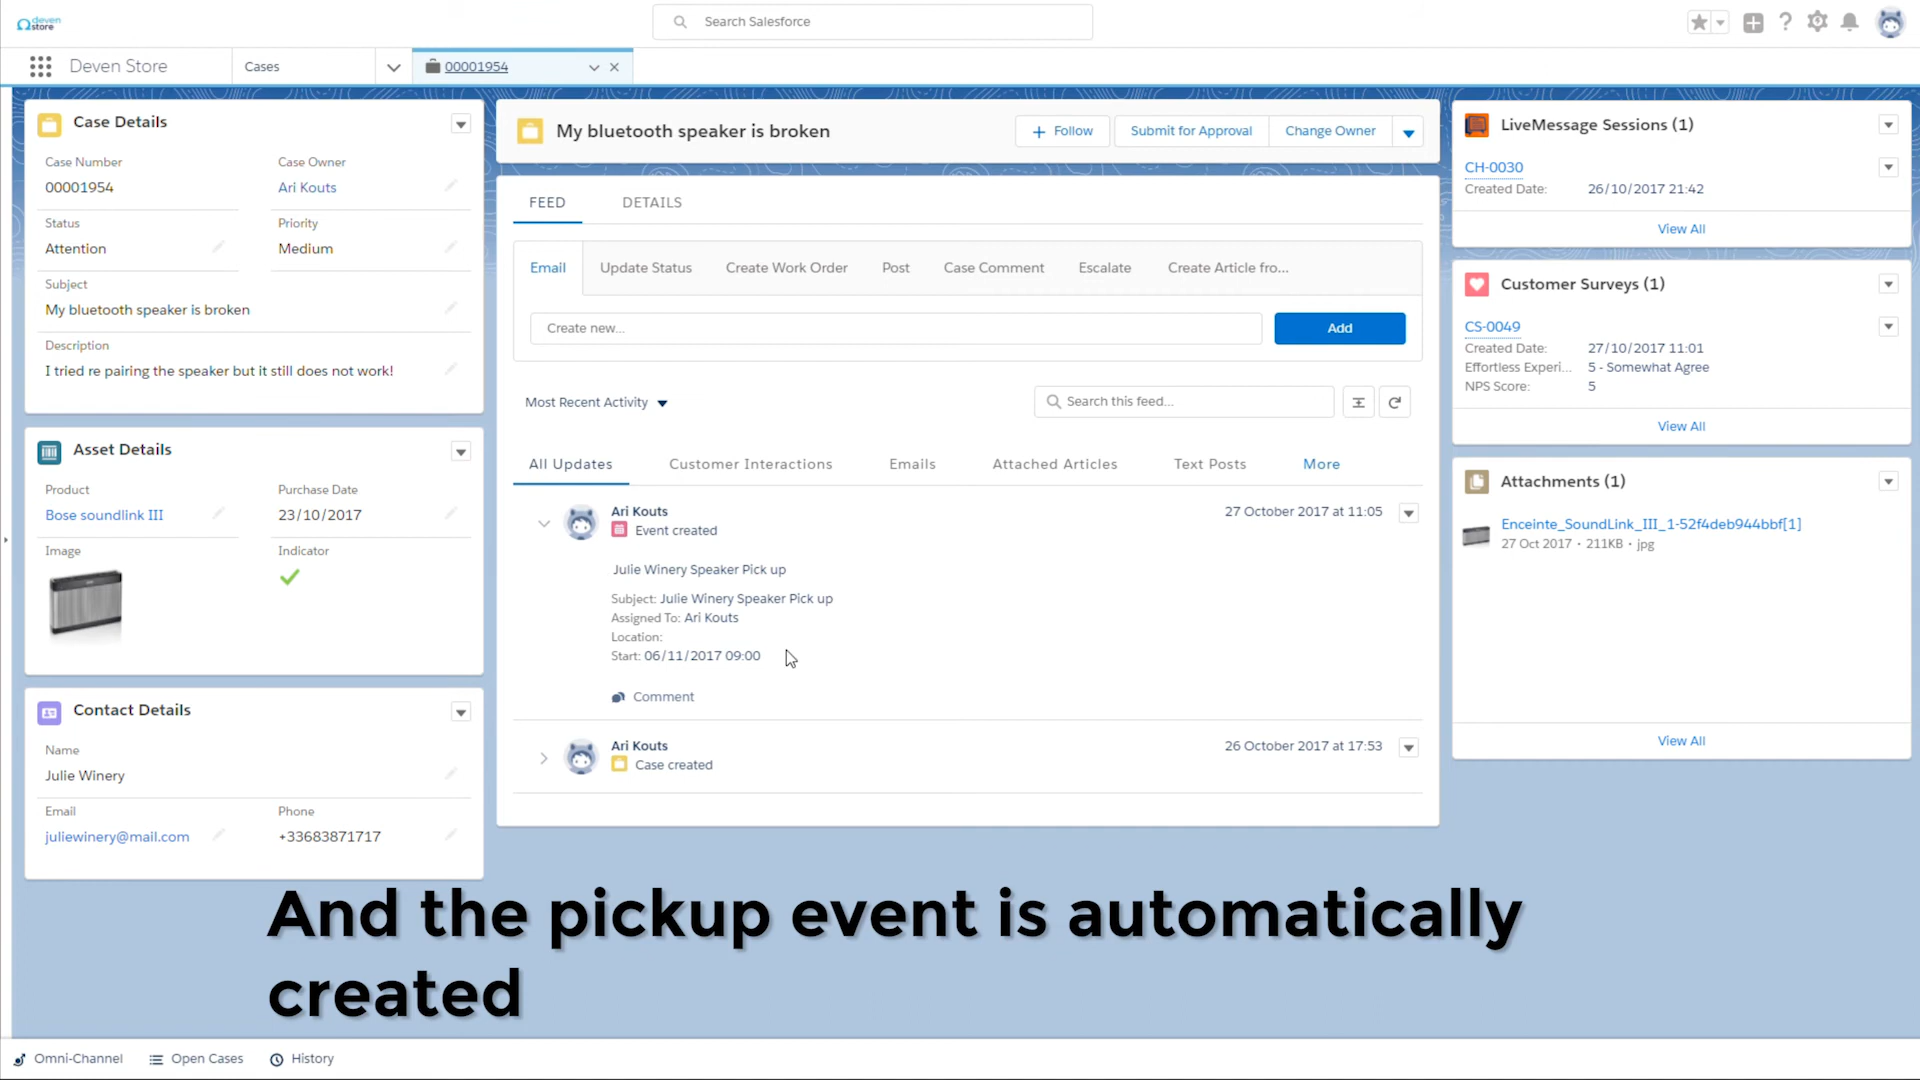 deven
store
Search Salesforce
Deven Store
Cases
00001954
Case Details
Case Number
Case Owner
00001954
Ari Kouts
Status
Priority
Attention
Medium
Subject
My bluetooth speaker is broken
Description
I tried re pairing the speaker but it still does not work!
Asset Details
Product
Purchase Date
Bose soundlink III
23/10/2017
Image
Indicator
Contact Details
Name
Julie Winery
Email
Phone
juliewinery@mail.com
+33683871717
My bluetooth speaker is broken
Follow
Submit for Approval
Change Owner
FEED
DETAILS
Email
Update Status
Create Work Order
Post
Case Comment
Escalate
Create Article fro...
Create new...
Add
Most Recent Activity
Search this feed...
All Updates
Customer Interactions
Emails
Attached Articles
Text Posts
More
Ari Kouts
27 October 2017 at 11:05
Event created
Julie Winery Speaker Pick up
Subject: Julie Winery Speaker Pick up
Assigned To: Ari Kouts
Location:
Start: 06/11/2017 09:00
Comment
Ari Kouts
26 October 2017 at 17:53
Case created
LiveMessage Sessions (1)
CH-0030
Created Date: 26/10/2017 21:42
View All
Customer Surveys (1)
CS-0049
Created Date: 27/10/2017 11:01
Effortless Experi... 5 - Somewhat Agree
NPS Score: 5
View All
Attachments (1)
Enceinte_SoundLink_III_1-52f4deb944bbf[1]
27 Oct 2017 • 211KB • jpg
View All
And the pickup event is automatically
created
Omni-Channel
Open Cases
History